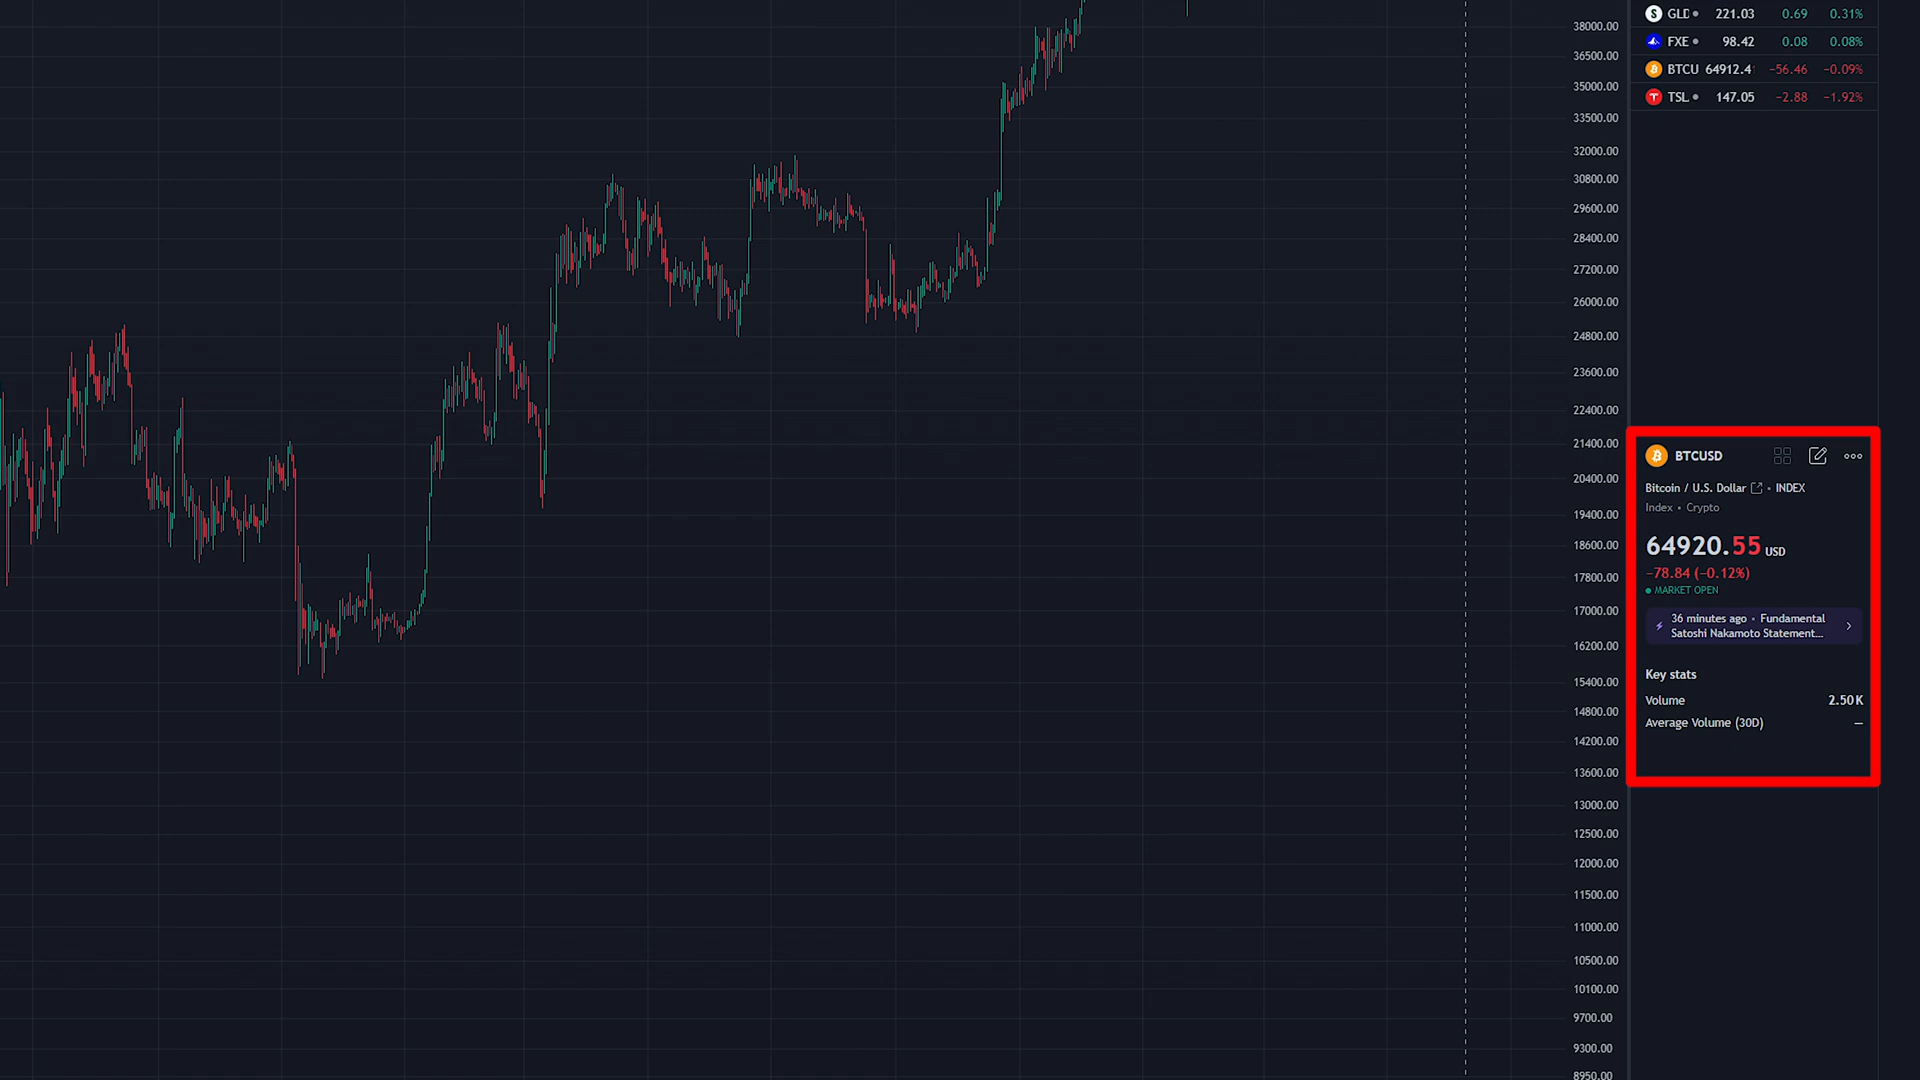 GLD 221.03 0.69 0.31%
FXE 98.42 0.08 0.08%
BTCU 64912.4 −56.46 −0.09%
TSL 147.05 −2.88 −1.92%
38000.00
36500.00
35000.00
33500.00
32000.00
30800.00
29600.00
28400.00
27200.00
26000.00
24800.00
23600.00
22400.00
21400.00
20400.00
19400.00
18600.00
17800.00
17000.00
16200.00
15400.00
14800.00
14200.00
13600.00
13000.00
12500.00
12000.00
11500.00
11000.00
10500.00
10100.00
9700.00
9300.00
8950.00
BTCUSD
Bitcoin / U.S. Dollar • INDEX
Index • Crypto
64920.55 USD
−78.84 (−0.12%)
MARKET OPEN
36 minutes ago • Fundamental
Satoshi Nakamoto Statement...
Key stats
Volume 2.50K
Average Volume (30D) —